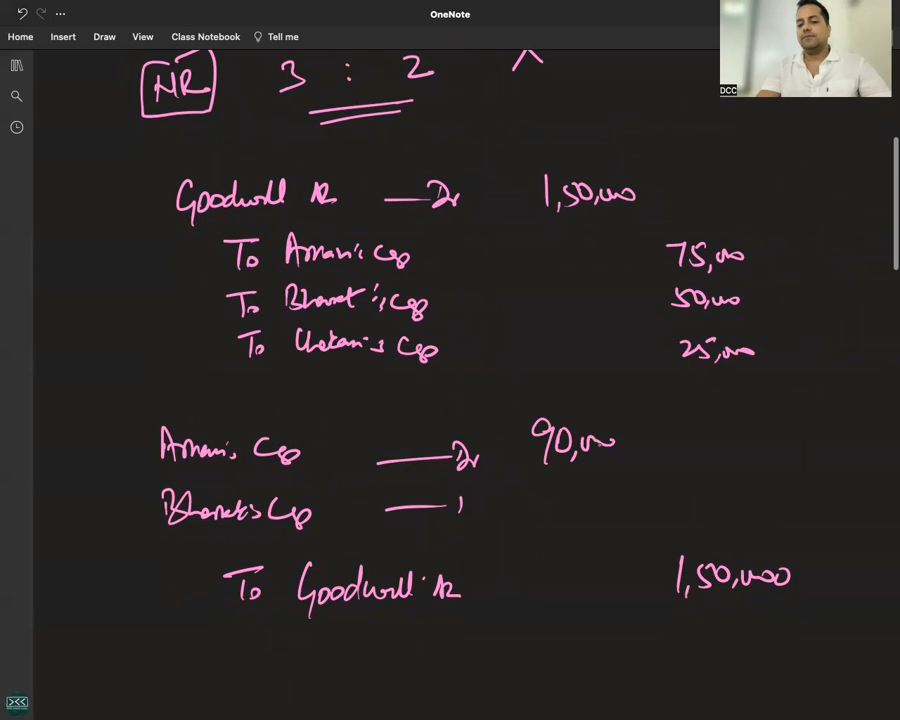 OneNote
Home Insert Draw View Class Notebook Tell me
DCC
NR 3 : 2
Goodwill A/c — Dr 1,50,000
To Aman's Cap 75,000
To Bharat's Cap 50,000
To Chetan's Cap 25,000
Aman's Cap — Dr 90,000
Bharat's Cap —
To Goodwill A/c 1,50,000